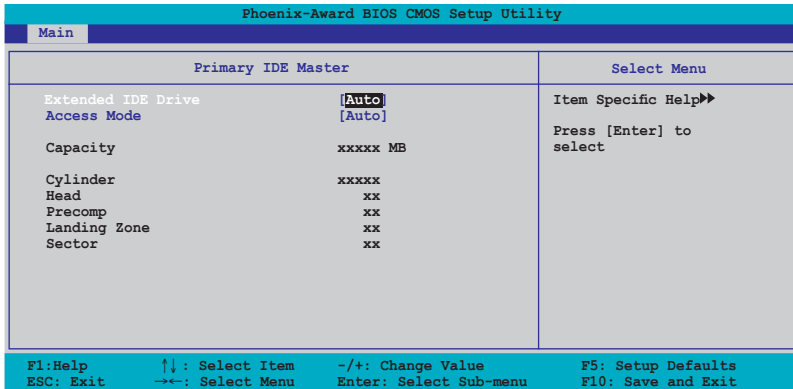 Phoenix-Award BIOS CMOS Setup Utility
Main
Primary IDE Master
Select Menu
Extended IDE Drive [Auto]
Item Specific Help▶▶
Access Mode [Auto]
Press [Enter] to
select
Capacity xxxxx MB
Cylinder xxxxx
Head xx
Precomp xx
Landing Zone xx
Sector xx
F1:Help ↑↓: Select Item -/+: Change Value F5: Setup Defaults
ESC: Exit →←: Select Menu Enter: Select Sub-menu F10: Save and Exit